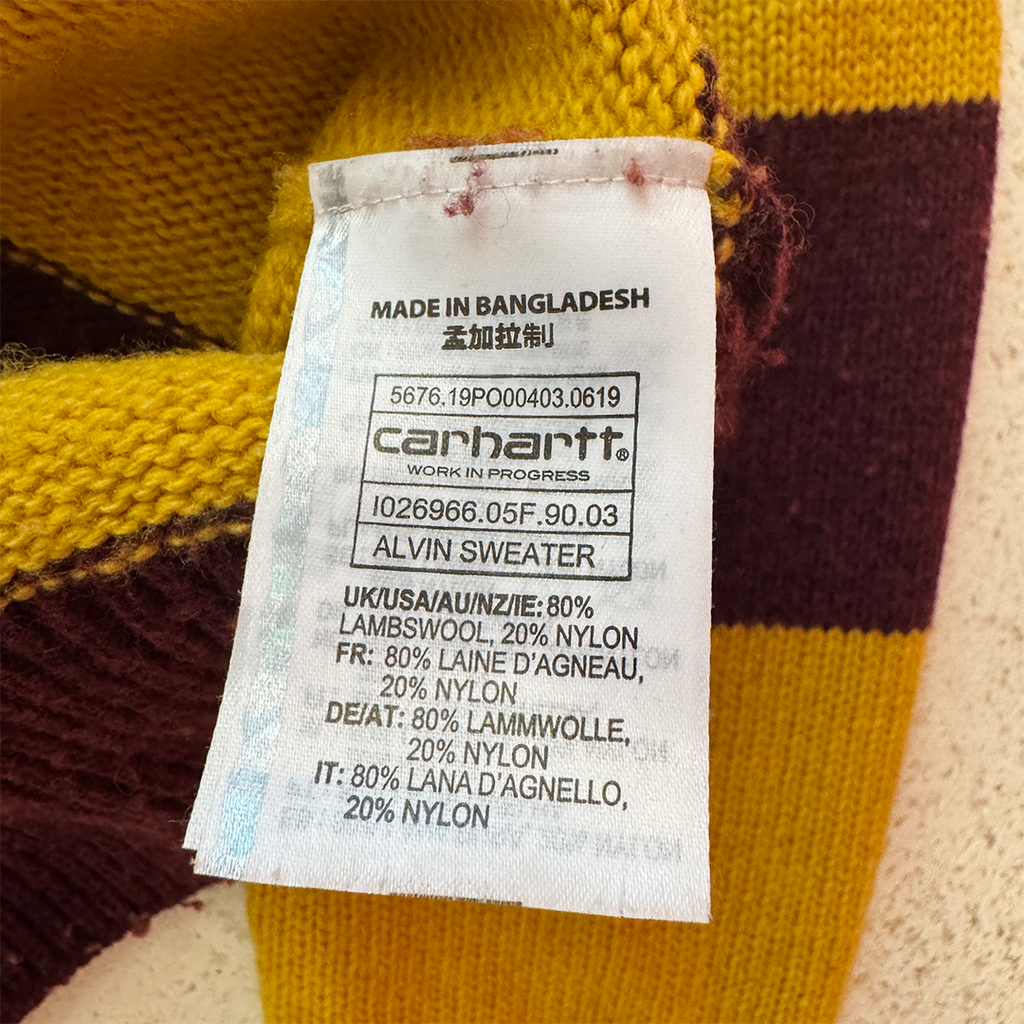 MADE IN BANGLADESH
孟加拉制
5676.19PO00403.0619
carhartt®
WORK IN PROGRESS
I026966.05F.90.03
ALVIN SWEATER
UK/USA/AU/NZ/IE: 80%
LAMBSWOOL, 20% NYLON
FR: 80% LAINE D'AGNEAU,
20% NYLON
DE/AT: 80% LAMMWOLLE,
20% NYLON
IT: 80% LANA D'AGNELLO,
20% NYLON